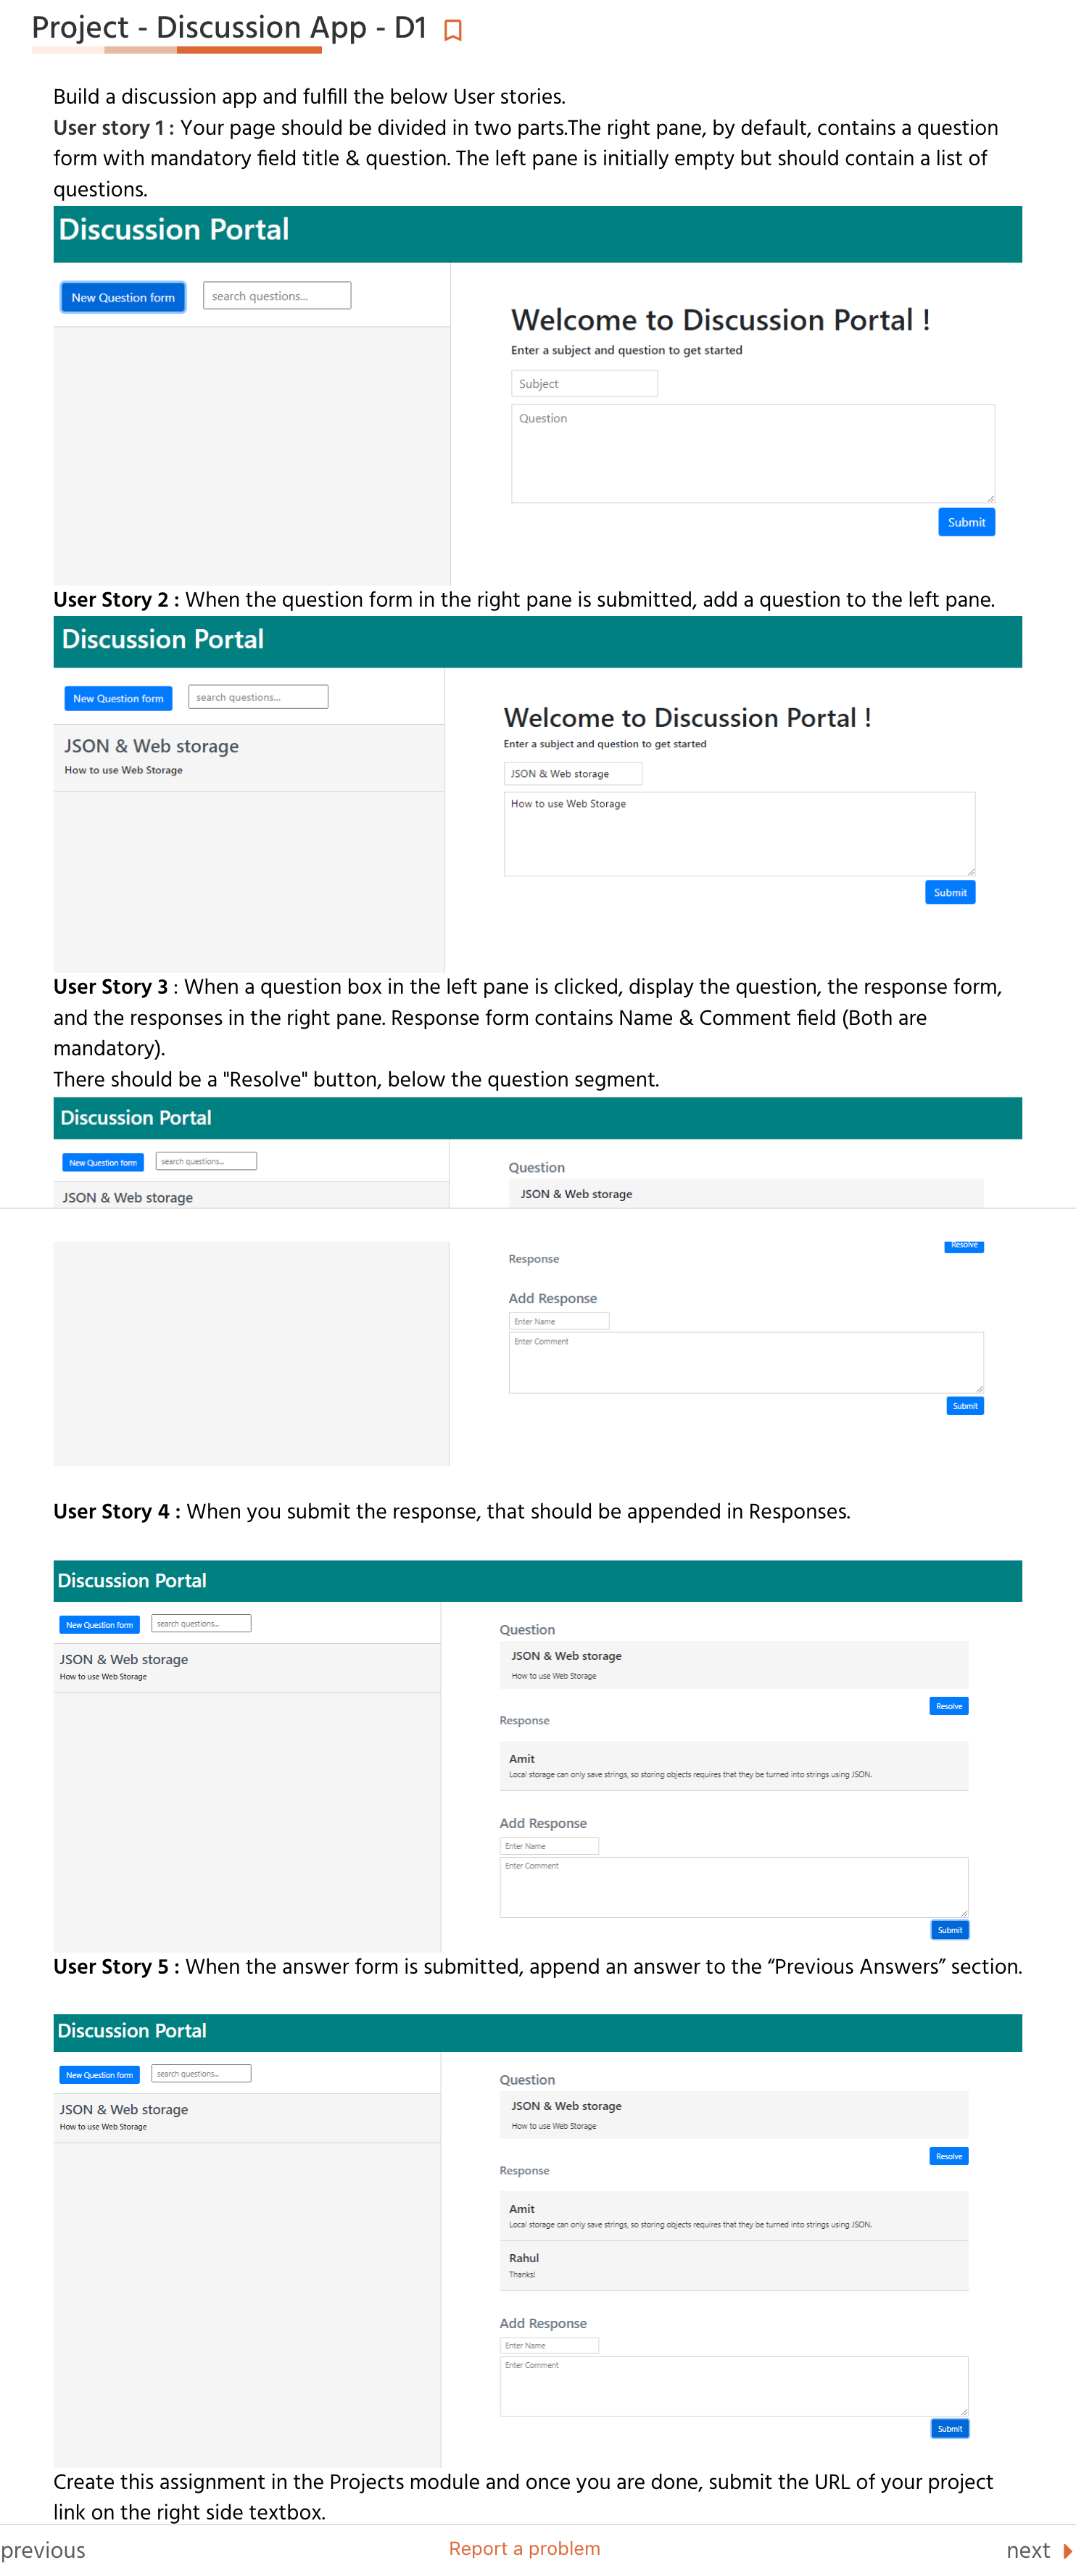 Project - Discussion App - D1
Build a discussion app and fulfill the below User stories.
User story 1 : Your page should be divided in two parts.The right pane, by default, contains a question
form with mandatory field title & question. The left pane is initially empty but should contain a list of
questions.
Discussion Portal
New Question form
search questions...
Welcome to Discussion Portal !
Enter a subject and question to get started
Subject
Question
Submit
User Story 2 : When the question form in the right pane is submitted, add a question to the left pane.
Discussion Portal
New Question form
search questions...
JSON & Web storage
How to use Web Storage
Welcome to Discussion Portal !
Enter a subject and question to get started
JSON & Web storage
How to use Web Storage
Submit
User Story 3 : When a question box in the left pane is clicked, display the question, the response form,
and the responses in the right pane. Response form contains Name & Comment field (Both are
mandatory).
There should be a "Resolve" button, below the question segment.
Discussion Portal
New Question form
search questions...
JSON & Web storage
Question
JSON & Web storage
Resolve
Response
Add Response
Enter Name
Enter Comment
Submit
User Story 4 : When you submit the response, that should be appended in Responses.
Discussion Portal
New Question form
search questions...
JSON & Web storage
How to use Web Storage
Question
JSON & Web storage
How to use Web Storage
Resolve
Response
Amit
Local storage can only save strings, so storing objects requires that they be turned into strings using JSON.
Add Response
Enter Name
Enter Comment
Submit
User Story 5 : When the answer form is submitted, append an answer to the “Previous Answers” section.
Discussion Portal
New Question form
search questions...
JSON & Web storage
How to use Web Storage
Question
JSON & Web storage
How to use Web Storage
Resolve
Response
Amit
Local storage can only save strings, so storing objects requires that they be turned into strings using JSON.
Rahul
Thanks!
Add Response
Enter Name
Enter Comment
Submit
Create this assignment in the Projects module and once you are done, submit the URL of your project
link on the right side textbox.
previous
Report a problem
next